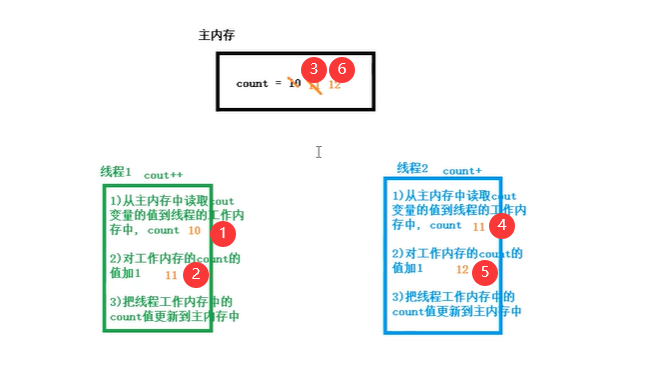 主内存
3 6
count = 10 11 12
线程1 cout++
1)从主内存中读取cout
变量的值到线程的工作内
存中, count 10
1
2)对工作内存的count的
值加1 11 2
3)把线程工作内存中的
count值更新到主内存中
线程2 count+
1)从主内存中读取cout
变量的值到线程的工作内
存中, count 11 4
2)对工作内存的count的
值加1 12 5
3)把线程工作内存中的
count值更新到主内存中